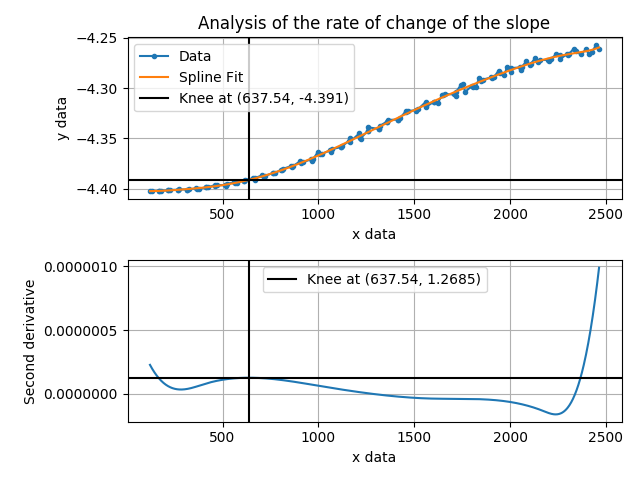 Analysis of the rate of change of the slope
−4.25
−4.30
−4.35
−4.40
y data
Data
Spline Fit
Knee at (637.54, -4.391)
500
1000
1500
2000
2500
x data
0.0000010
0.0000005
0.0000000
Second derivative
Knee at (637.54, 1.2685)
500
1000
1500
2000
2500
x data